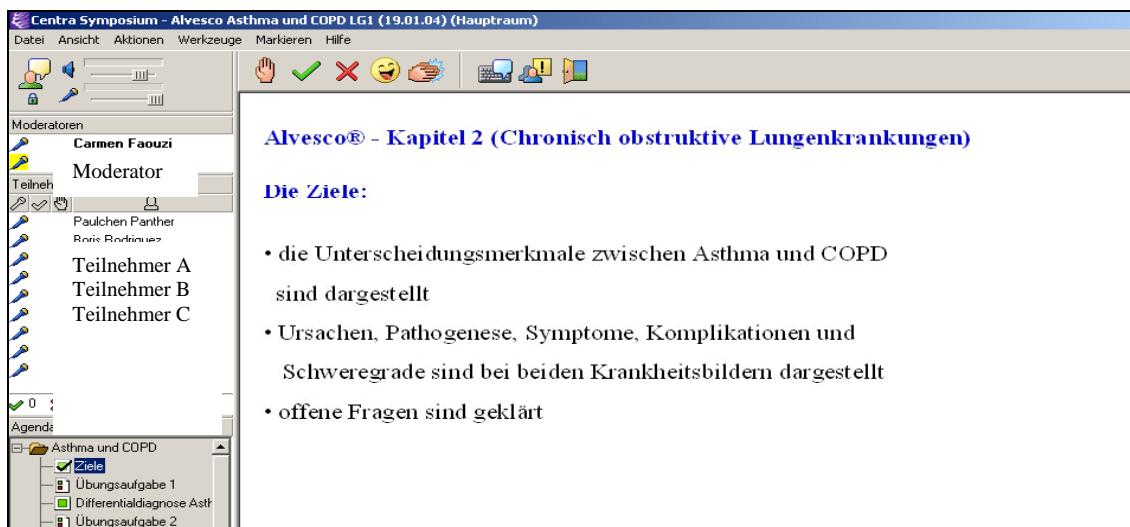 Centra Symposium - Alvesco Asthma und COPD LG1 (19.01.04) (Hauptraum)
Datei Ansicht Aktionen Werkzeuge Markieren Hilfe
Moderatoren
Carmen Faouzi
Moderator
Paulchen Panther
Boris Rodriguez
Teilnehmer A
Teilnehmer B
Teilnehmer C
0
Asthma und COPD
Ziele
Übungsaufgabe 1
Differentialdiagnose
Übungsaufgabe 2
Alvesco® - Kapitel 2 (Chronisch obstruktive Lungenkrankungen)
Die Ziele:
• die Unterscheidungsmerkmale zwischen Asthma und COPD
sind dargestellt
• Ursachen, Pathogenese, Symptome, Komplikationen und
Schweregrade sind bei beiden Krankheitsbildern dargestellt
• offene Fragen sind geklärt